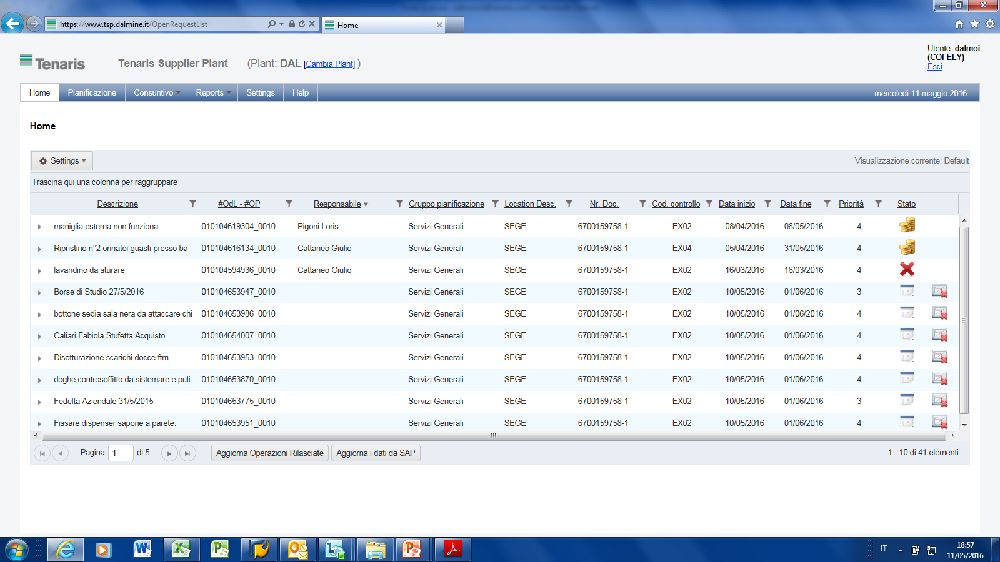 https://www.tsp.dalmine.it/OpenRequestList
Home
Utente: dalmoi
(COFELY)
Esci
Tenaris
Tenaris Supplier Plant
(Plant: DAL [Cambia Plant] )
Home Pianificazione Consuntivo Reports Settings Help mercoledì 11 maggio 2016
Home
Settings
Visualizzazione corrente: Default
Trascina qui una colonna per raggruppare
Descrizione #OdL - #OP Responsabile Gruppo pianificazione Location Desc. Nr. Doc. Cod. controllo Data inizio Data fine Priorità Stato
maniglia esterna non funziona 010104619304_0010 Pigoni Loris Servizi Generali SEGE 6700159758-1 EX02 08/04/2016 08/05/2016 4
Ripristino n°2 orinatoi guasti presso ba 010104616134_0010 Cattaneo Giulio Servizi Generali SEGE 6700159758-1 EX04 05/04/2016 31/05/2016 4
lavandino da sturare 010104594936_0010 Cattaneo Giulio Servizi Generali SEGE 6700159758-1 EX02 16/03/2016 16/03/2016 4
Borse di Studio 27/5/2016 010104653947_0010 Servizi Generali SEGE 6700159758-1 EX02 10/05/2016 01/06/2016 3
bottone sedia sala nera da attaccare chi 010104653986_0010 Servizi Generali SEGE 6700159758-1 EX02 10/05/2016 01/06/2016 4
Caliari Fabiola Stufetta Acquisto 010104654007_0010 Servizi Generali SEGE 6700159758-1 EX02 10/05/2016 01/06/2016 4
Disotturazione scarichi docce ftm 010104653953_0010 Servizi Generali SEGE 6700159758-1 EX02 10/05/2016 01/06/2016 4
doghe controsoffitto da sistemare e puli 010104653870_0010 Servizi Generali SEGE 6700159758-1 EX02 10/05/2016 01/06/2016 4
Fedelta Aziendale 31/5/2015 010104653775_0010 Servizi Generali SEGE 6700159758-1 EX02 10/05/2016 01/06/2016 3
Fissare dispenser sapone a parete. 010104653951_0010 Servizi Generali SEGE 6700159758-1 EX02 10/05/2016 01/06/2016 4
Pagina 1 di 5 Aggiorna Operazioni Rilasciate Aggiorna i dati da SAP 1 - 10 di 41 elementi
IT
18:57
11/05/2016